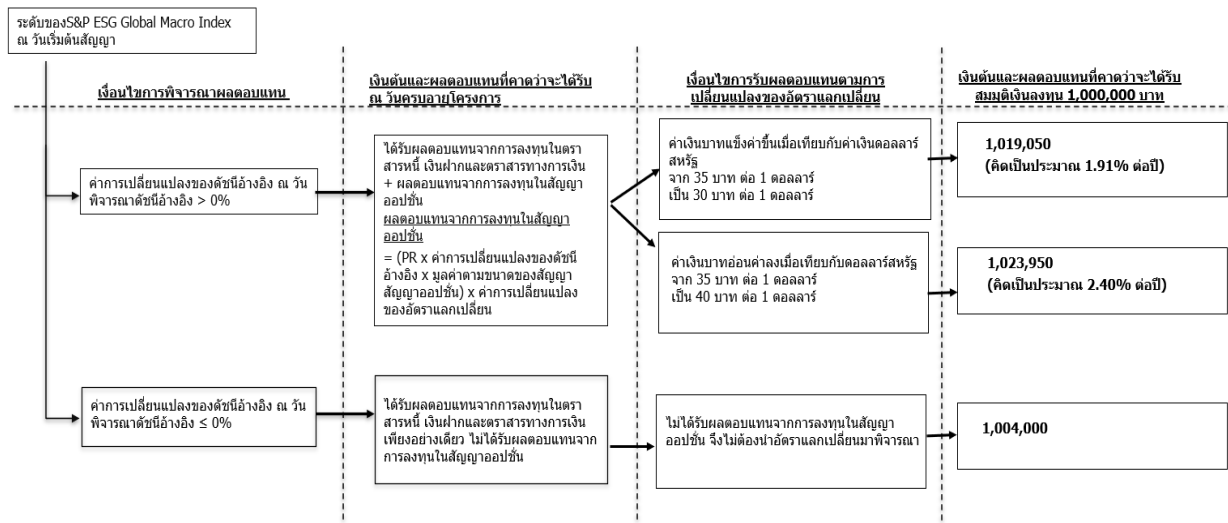 ระดับของS&P ESG Global Macro Index
ณ วันเริ่มต้นสัญญา
เงื่อนไขการพิจารณาผลตอบแทน
เงินต้นและผลตอบแทนที่คาดว่าจะได้รับ
ณ วันครบอายุโครงการ
เงื่อนไขการรับผลตอบแทนตามการ
เปลี่ยนแปลงของอัตราแลกเปลี่ยน
เงินต้นและผลตอบแทนที่คาดว่าจะได้รับ
สมมุติเงินลงทุน 1,000,000 บาท
ค่าการเปลี่ยนแปลงของดัชนีอ้างอิง ณ วัน
พิจารณาดัชนีอ้างอิง > 0%
ได้รับผลตอบแทนจากการลงทุนในตรา
สารหนี้ เงินฝากและตราสารทางการเงิน
+ ผลตอบแทนจากการลงทุนในสัญญา
ออปชั่น
ผลตอบแทนจากการลงทุนในสัญญา
ออปชั่น
= (PR x ค่าการเปลี่ยนแปลงของดัชนี
อ้างอิง x มูลค่าตามขนาดของสัญญา
สัญญาออปชั่น) x ค่าการเปลี่ยนแปลง
ของอัตราแลกเปลี่ยน
ค่าเงินบาทแข็งค่าขึ้นเมื่อเทียบกับค่าเงินดอลลาร์
สหรัฐ
จาก 35 บาท ต่อ 1 ดอลลาร์
เป็น 30 บาท ต่อ 1 ดอลลาร์
1,019,050
(คิดเป็นประมาณ 1.91% ต่อปี)
ค่าเงินบาทอ่อนค่าลงเมื่อเทียบกับดอลลาร์สหรัฐ
จาก 35 บาท ต่อ 1 ดอลลาร์
เป็น 40 บาท ต่อ 1 ดอลลาร์
1,023,950
(คิดเป็นประมาณ 2.40% ต่อปี)
ค่าการเปลี่ยนแปลงของดัชนีอ้างอิง ณ วัน
พิจารณาดัชนีอ้างอิง ≤ 0%
ได้รับผลตอบแทนจากการลงทุนในตรา
สารหนี้ เงินฝากและตราสารทางการเงิน
เพียงอย่างเดียว ไม่ได้รับผลตอบแทนจาก
การลงทุนในสัญญาออปชั่น
ไม่ได้รับผลตอบแทนจากการลงทุนในสัญญา
ออปชั่น จึงไม่ต้องนำอัตราแลกเปลี่ยนมาพิจารณา
1,004,000